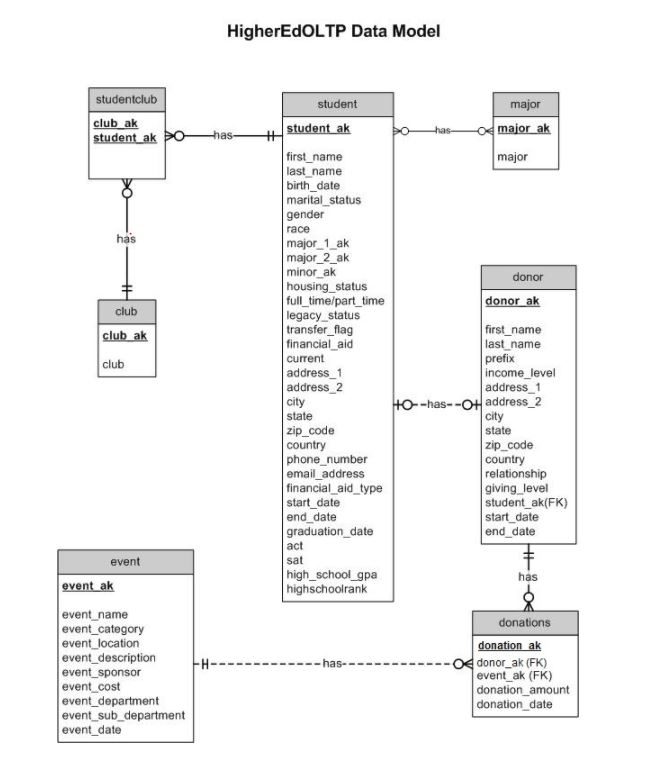 HigherEdOLTP Data Model
studentclub
club_ak
student_ak
has
has
club
club_ak
club
student
student_ak
first_name
last_name
birth_date
marital_status
gender
race
major_1_ak
major_2_ak
minor_ak
housing_status
full_time/part_time
legacy_status
transfer_flag
financial_aid
current
address_1
address_2
city
state
zip_code
country
phone_number
email_address
financial_aid_type
start_date
end_date
graduation_date
act
sat
high_school_gpa
highschoolrank
has
major
major_ak
major
has
donor
donor_ak
first_name
last_name
prefix
income_level
address_1
address_2
city
state
zip_code
country
relationship
giving_level
student_ak(FK)
start_date
end_date
has
event
event_ak
event_name
event_category
event_location
event_description
event_sponsor
event_cost
event_department
event_sub_department
event_date
has
donations
donation_ak
donor_ak (FK)
event_ak (FK)
donation_amount
donation_date